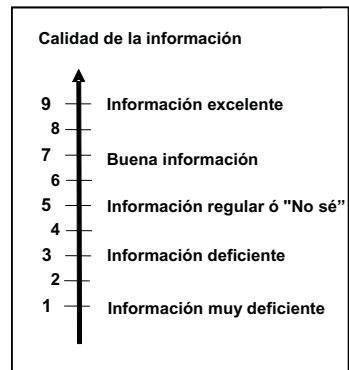 Calidad de la información
9 Información excelente
8
7 Buena información
6
5 Información regular ó "No sé”
4
3 Información deficiente
2
1 Información muy deficiente